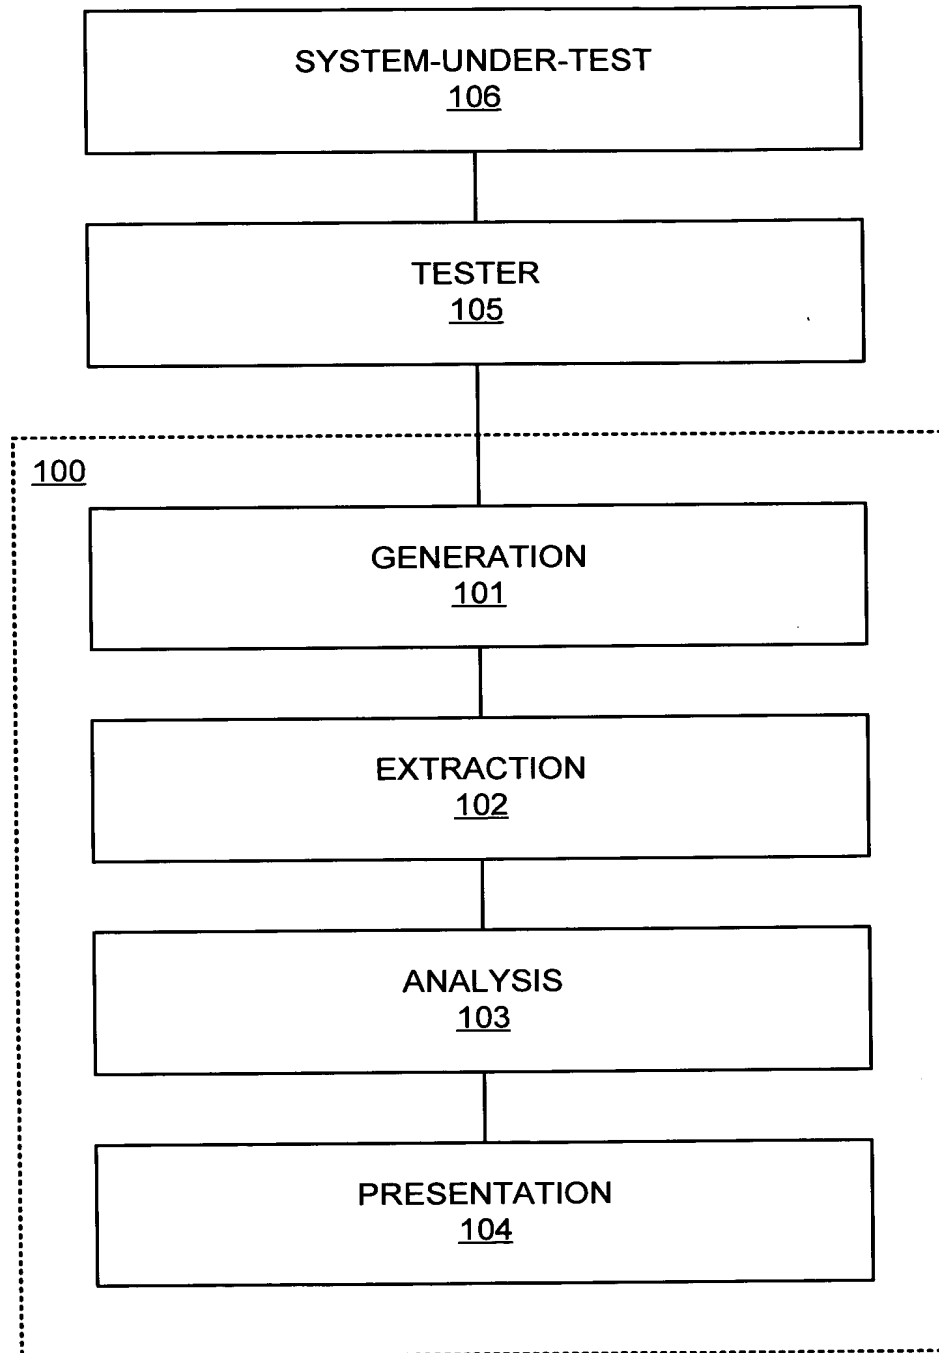 SYSTEM-UNDER-TEST
106
TESTER
105
100
GENERATION
101
EXTRACTION
102
ANALYSIS
103
PRESENTATION
104